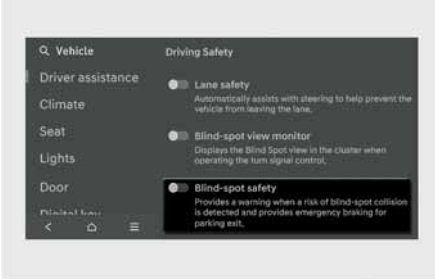 Vehicle
Driving Safety
Driver assistance
Climate
Seat
Lights
Door
Digital key
Lane safety
Automatically assists with steering to help prevent the
vehicle from leaving the lane.
Blind-spot view monitor
Displays the Blind Spot view in the cluster when
operating the turn signal control.
Blind-spot safety
Provides a warning when a risk of blind-spot collision
is detected and provides emergency braking for
parking exit.